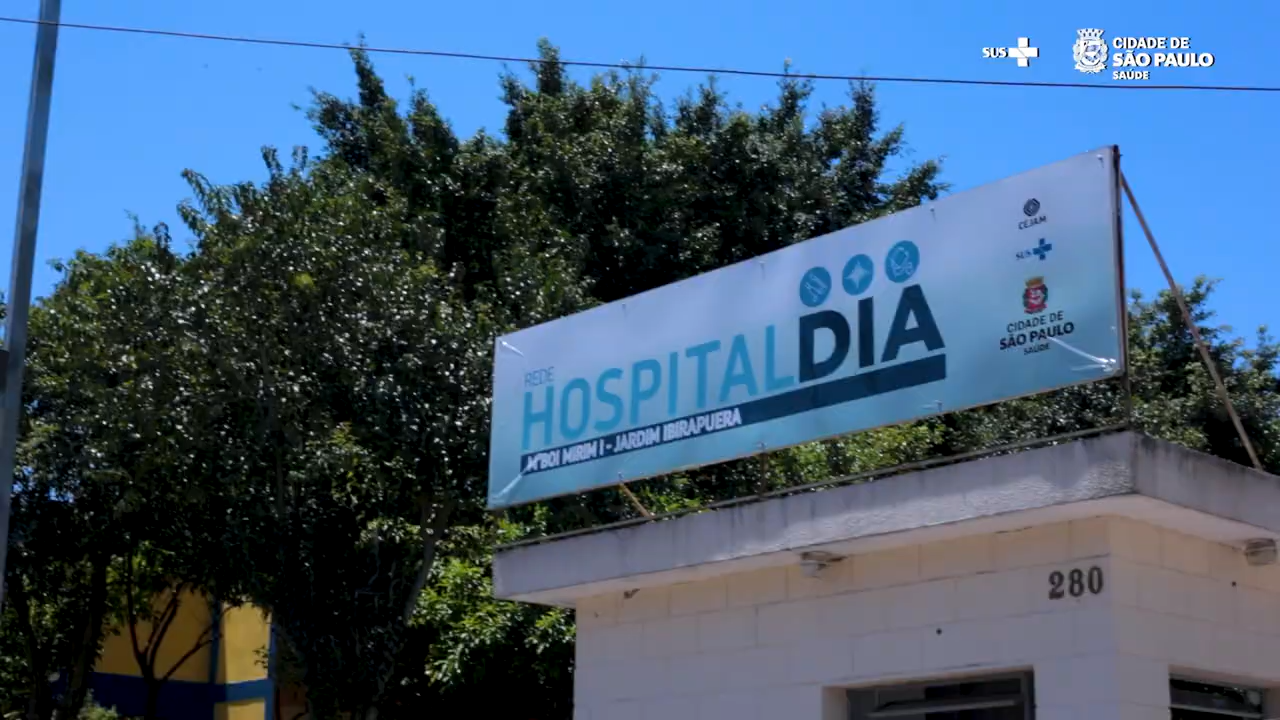 SUS
CIDADE DE
SÃO PAULO
SAÚDE
REDE
HOSPITAL DIA
M'BOI MIRIM I - JARDIM IBIRAPUERA
CEJAM
SUS
CIDADE DE
SÃO PAULO
SAÚDE
280